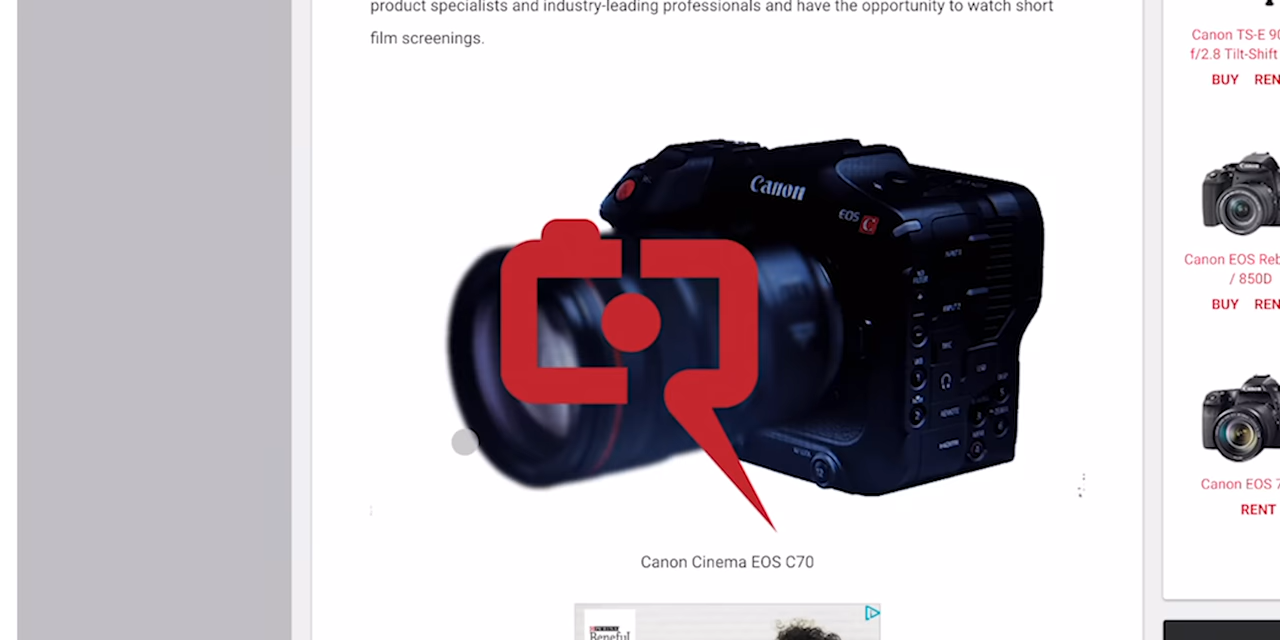 product specialists and industry-leading professionals and have the opportunity to watch short
film screenings.
Canon
EOS C
REMOTE
Canon Cinema EOS C70
Beneful
Canon TS-E 90
f/2.8 Tilt-Shift
BUY REN
Canon EOS Reb
/ 850D
BUY REN
Canon EOS 7
RENT